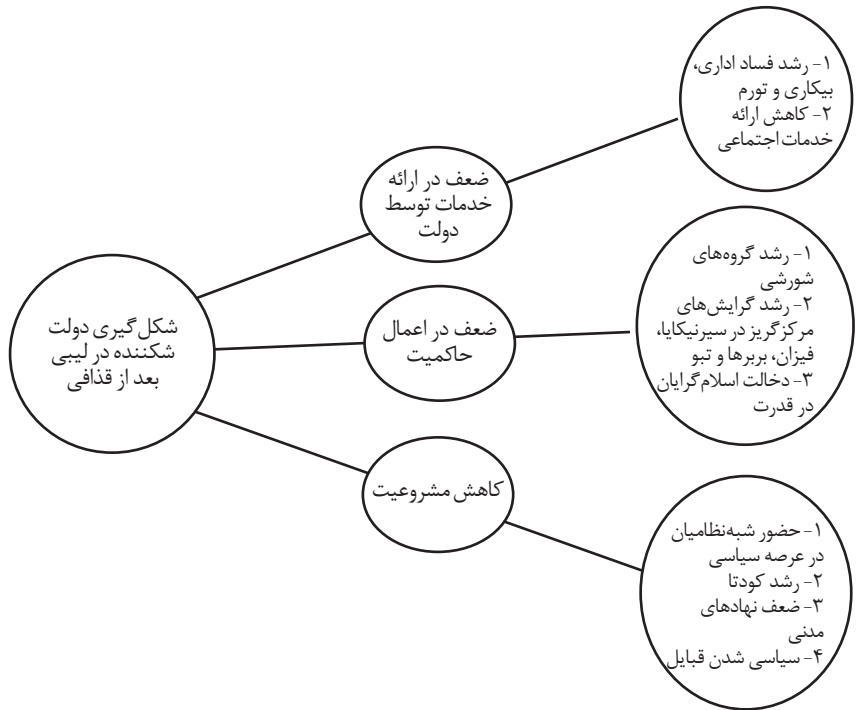 ۱- رشد فساد اداری،
بیکاری و تورم
۲- کاهش ارائه
خدمات اجتماعی
ضعف در ارائه
خدمات توسط
دولت
۱- رشد گروه‌های
شورشی
۲- رشد گرایش‌های
مرکزگریز در سیرنیکایا،
فیزان، بربرها و تبو
۳- دخالت اسلام‌گرایان
در قدرت
ضعف در اعمال
حاکمیت
شکل‌گیری دولت
شکننده در لیبی
بعد از قذافی
کاهش مشروعیت
۱- حضور شبه‌نظامیان
در عرصه سیاسی
۲- رشد کودتا
۳- ضعف نهادهای
مدنی
۴- سیاسی شدن قبایل